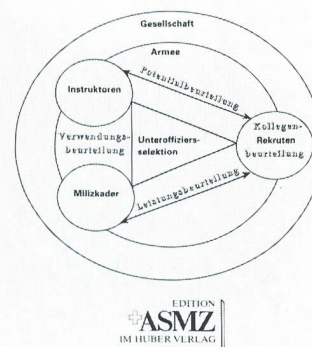 Gesellschaft
Armee
Potentialbeurteilung
Instruktoren
Kollegen-
Rekruten
beurteilung
Verwendungs-
beurteilung
Unteroffiziers-
selektion
Milizkader
Leistungsbeurteilung
EDITION
ASMZ
IM HUBER VERLAG